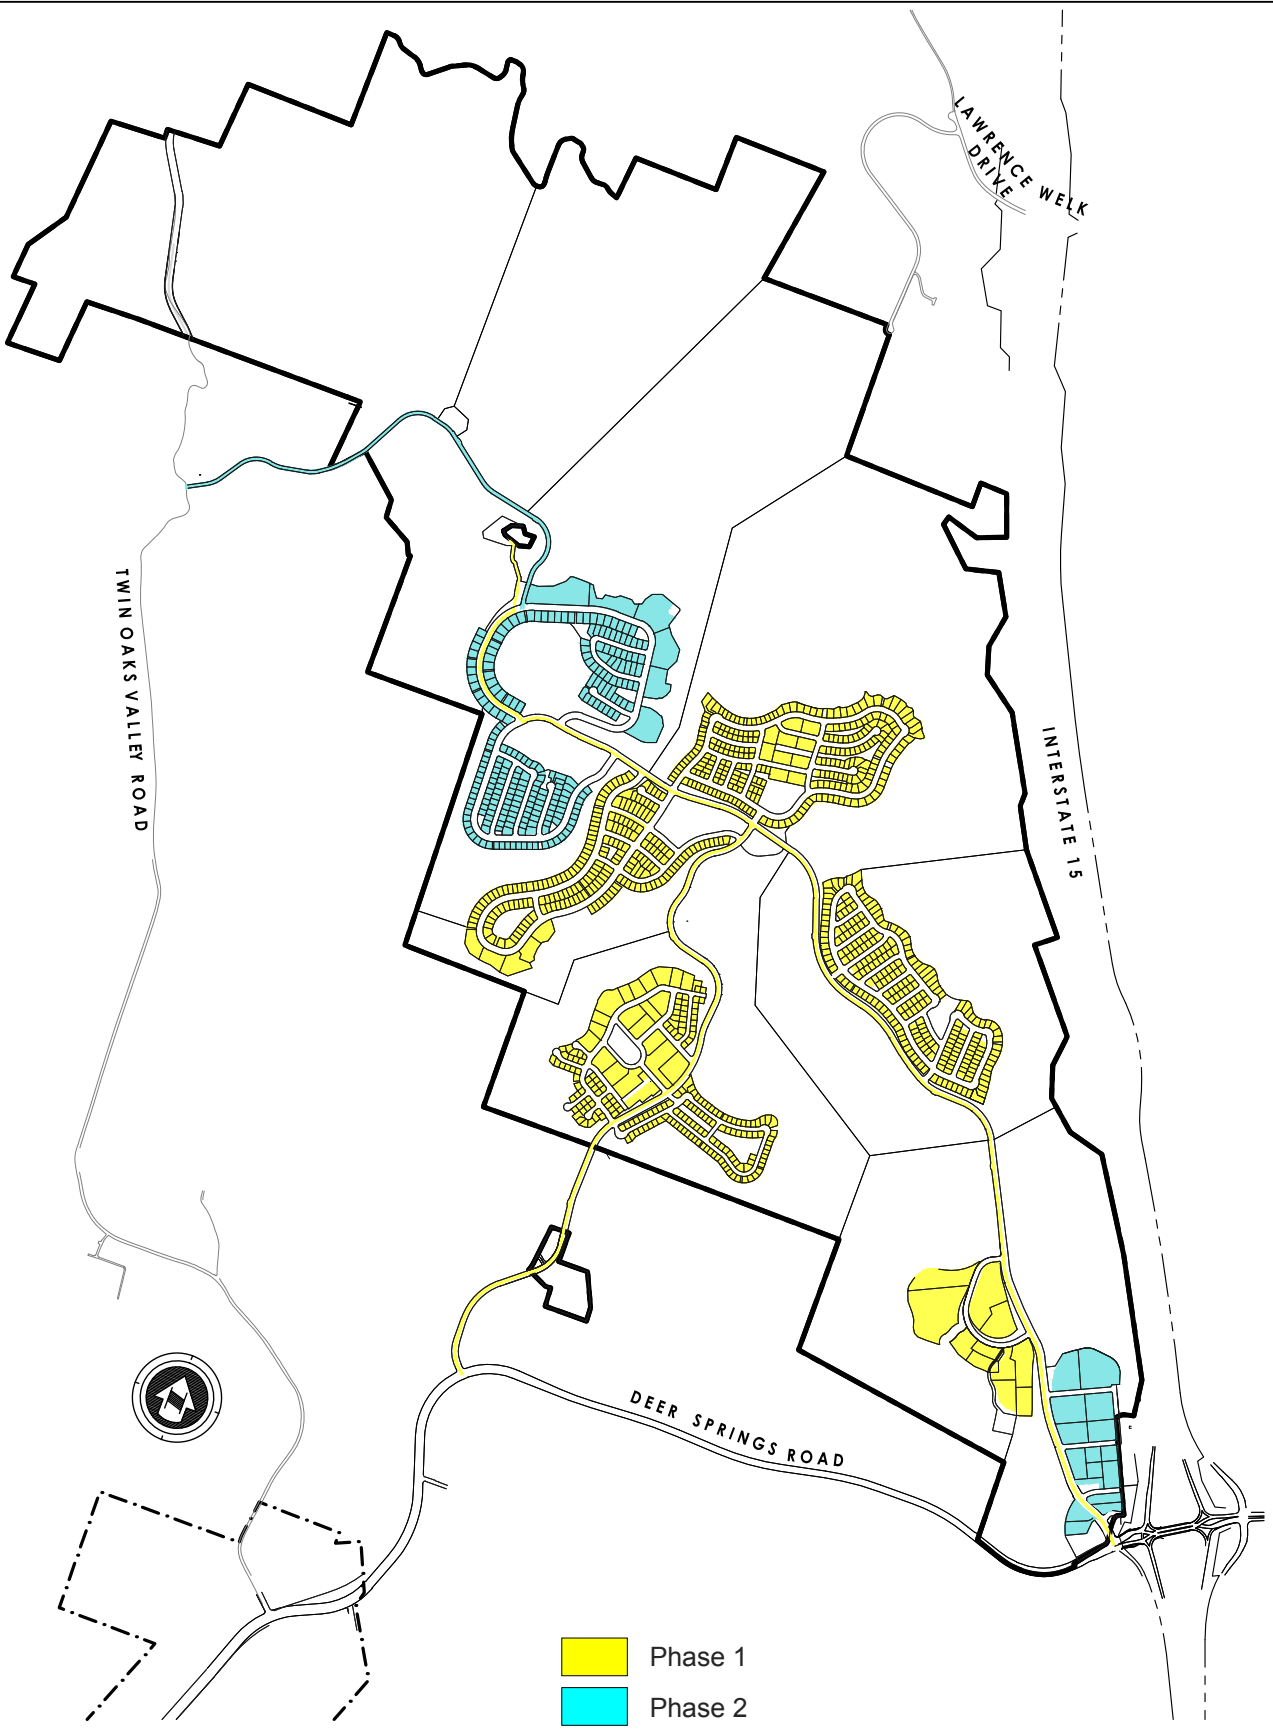 LAWRENCE WELK
DRIVE
TWIN OAKS VALLEY ROAD
INTERSTATE 15
DEER SPRINGS ROAD
Phase 1
Phase 2